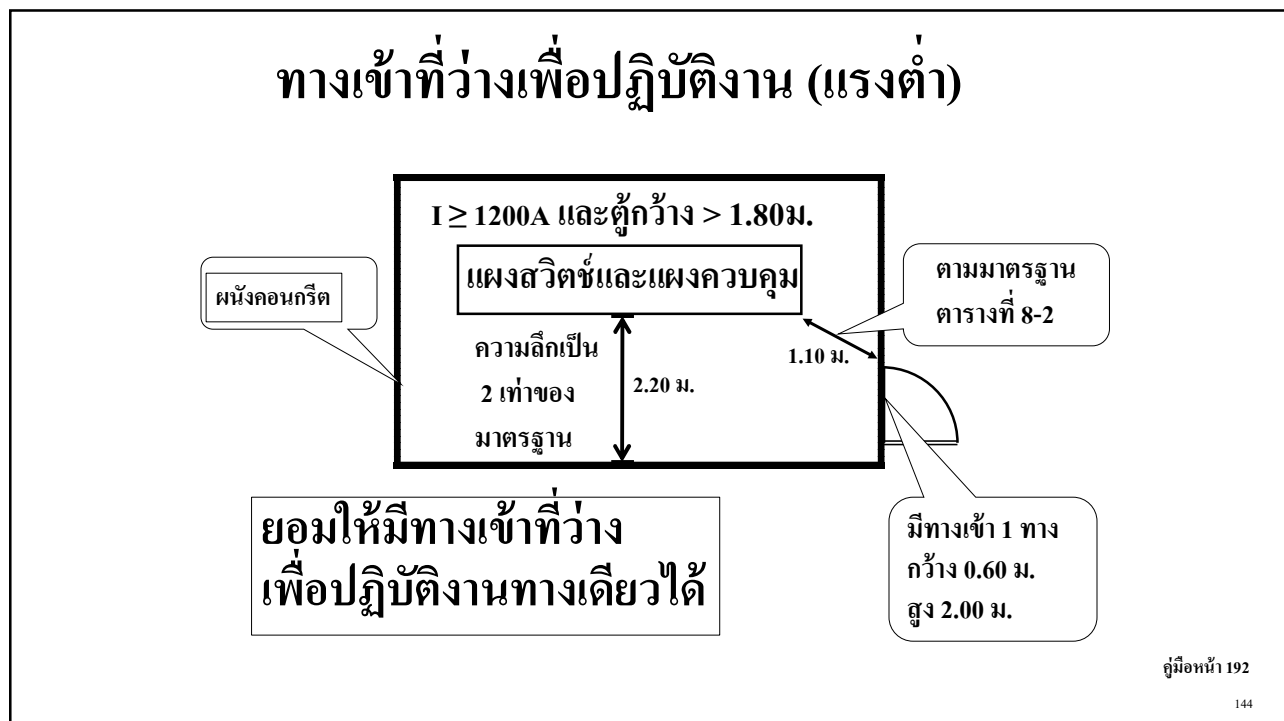 ทางเข้าที่ว่างเพื่อปฏิบัติงาน (แรงต่ำ)
I ≥ 1200A และตู้กว้าง > 1.80ม.
แผงสวิตช์และแผงควบคุม
ผนังคอนกรีต
ตามมาตรฐาน
ตารางที่ 8-2
ความลึกเป็น
2 เท่าของ
มาตรฐาน
2.20 ม.
1.10 ม.
ยอมให้มีทางเข้าที่ว่าง
เพื่อปฏิบัติงานทางเดียวได้
มีทางเข้า 1 ทาง
กว้าง 0.60 ม.
สูง 2.00 ม.
คู่มือหน้า 192
144